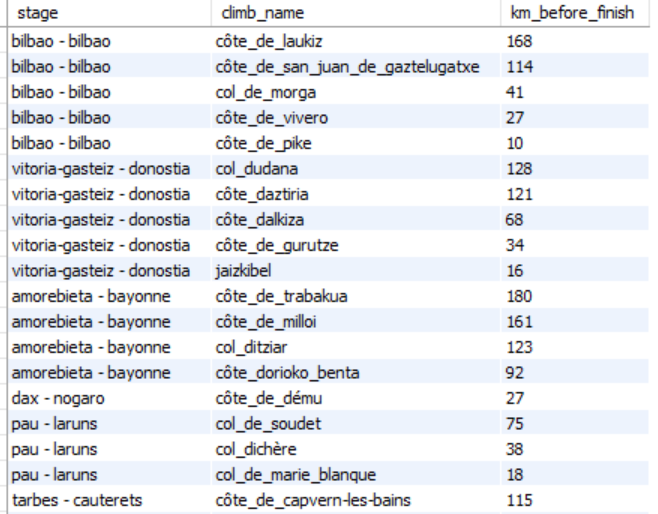 stage climb_name km_before_finish
bilbao - bilbao côte_de_laukiz 168
bilbao - bilbao côte_de_san_juan_de_gaztelugatxe 114
bilbao - bilbao col_de_morga 41
bilbao - bilbao côte_de_vivero 27
bilbao - bilbao côte_de_pike 10
vitoria-gasteiz - donostia col_dudana 128
vitoria-gasteiz - donostia côte_daztiria 121
vitoria-gasteiz - donostia côte_dalkiza 68
vitoria-gasteiz - donostia côte_de_gurutze 34
vitoria-gasteiz - donostia jaizkibel 16
amorebieta - bayonne côte_de_trabakua 180
amorebieta - bayonne côte_de_milloi 161
amorebieta - bayonne col_ditziar 123
amorebieta - bayonne côte_dorioko_benta 92
dax - nogaro côte_de_dému 27
pau - laruns col_de_soudet 75
pau - laruns col_dichère 38
pau - laruns col_de_marie_blanque 18
tarbes - cauterets côte_de_capvern-les-bains 115